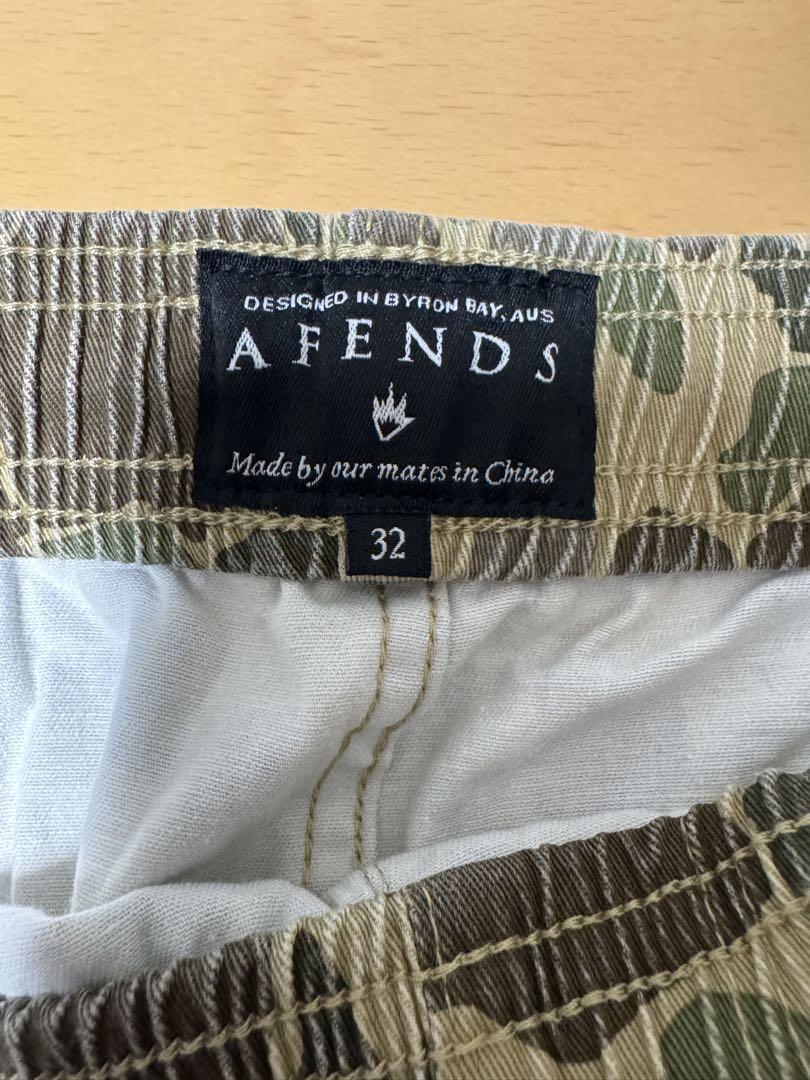 DESIGNED IN BYRON BAY, AUS
AFENDS
Made by our mates in China
32